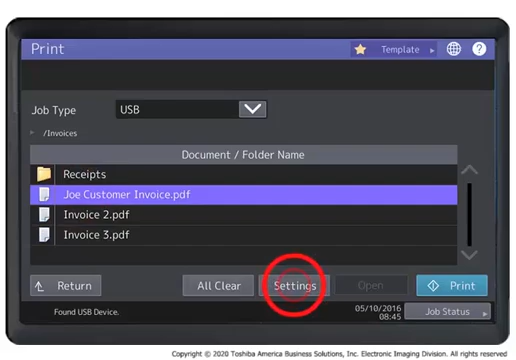 Print
Template
?
Job Type
USB
/Invoices
Document / Folder Name
Receipts
Joe Customer Invoice.pdf
Invoice 2.pdf
Invoice 3.pdf
Return
All Clear
Settings
Open
Print
Found USB Device.
05/10/2016
08:45
Job Status
Copyright © 2020 Toshiba America Business Solutions, Inc. Electronic Imaging Division. All rights reserved